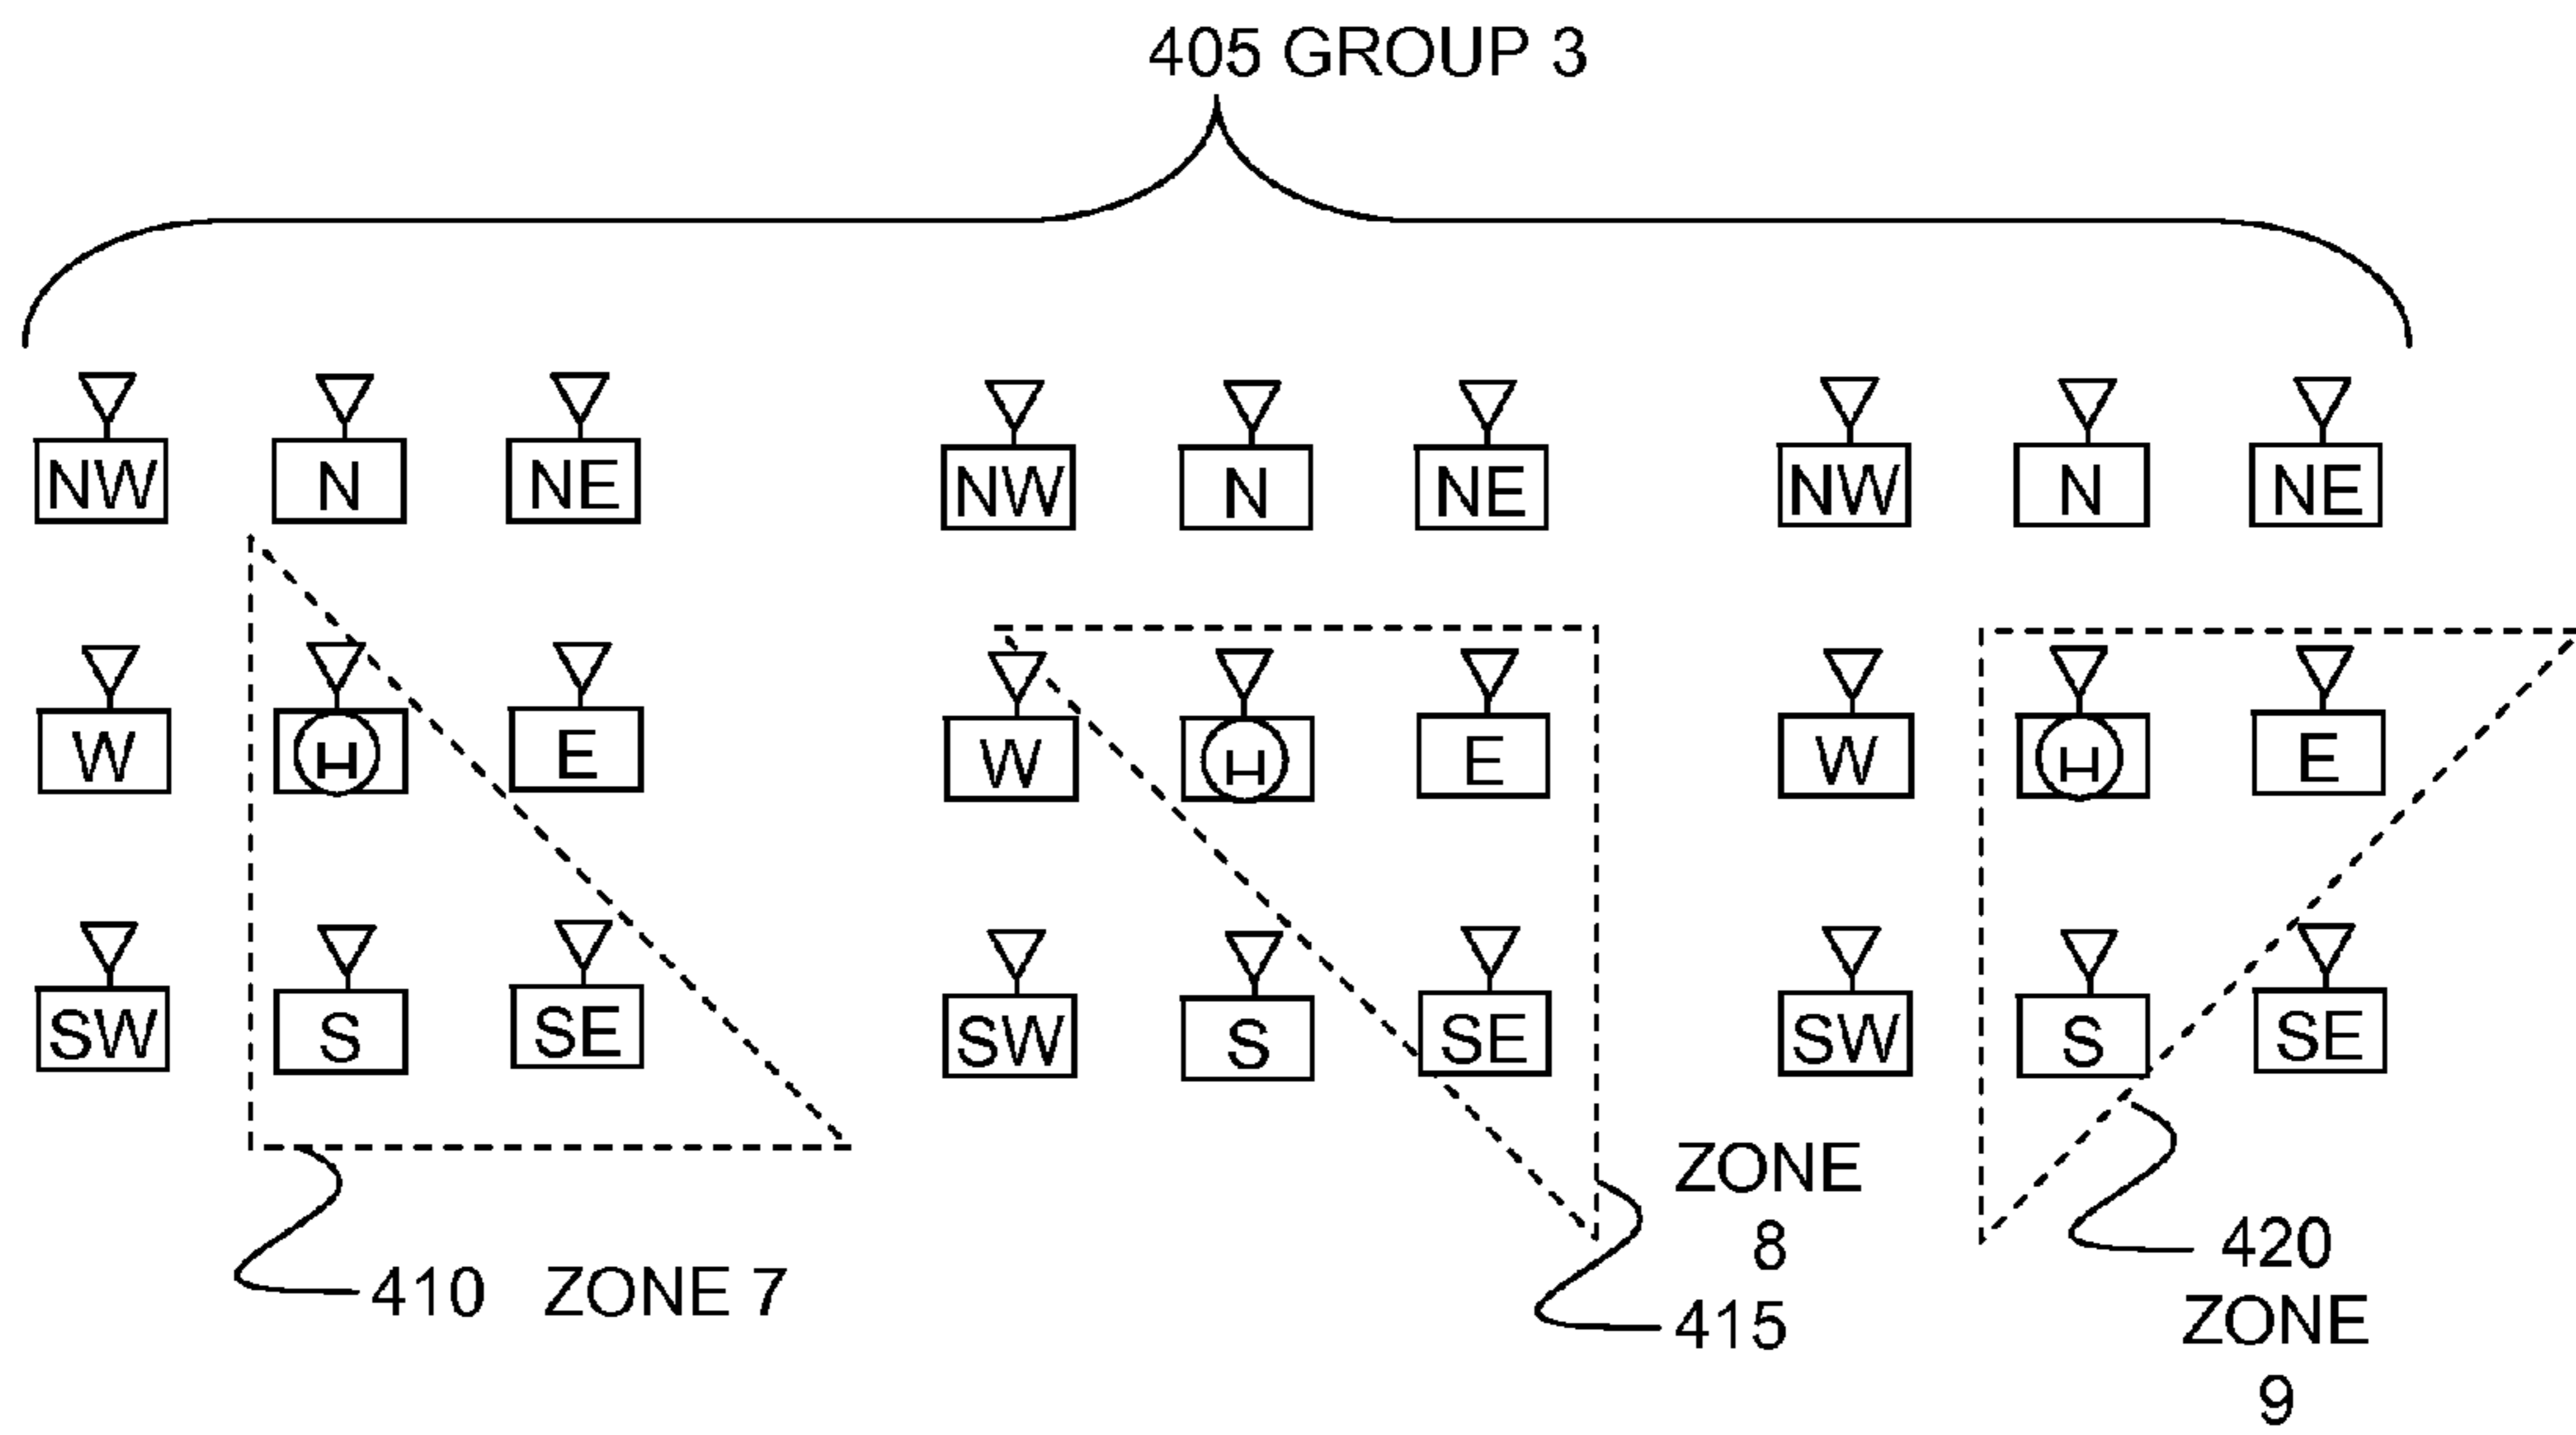 405 GROUP 3
NW N NE NW N NE NW N NE
W H E W H E W H E
SW S SE SW S SE SW S SE
410 ZONE 7
ZONE
8
415
420
ZONE
9